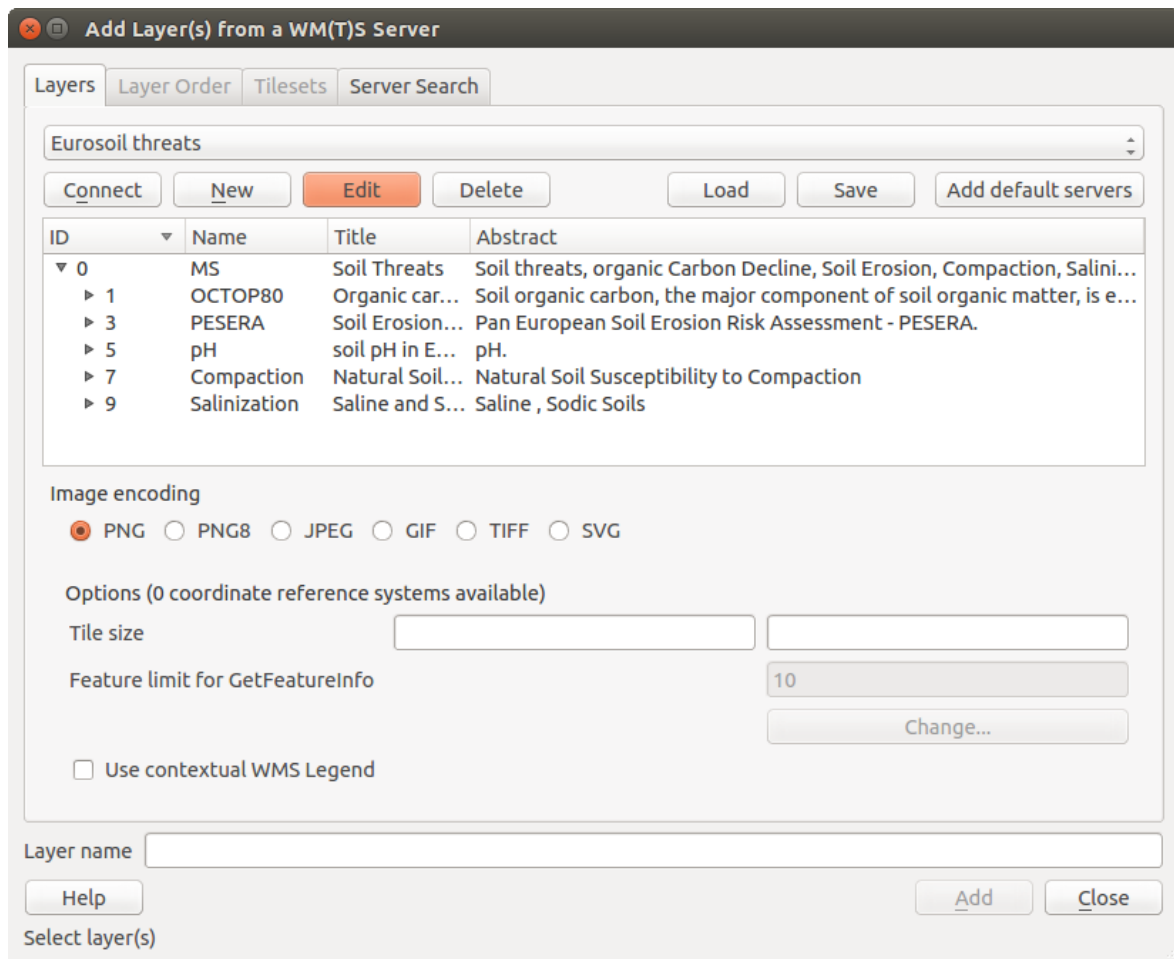 Add Layer(s) from a WM(T)S Server
Layers Layer Order Tilesets Server Search
Eurosoil threats
Connect New Edit Delete Load Save Add default servers
ID Name Title Abstract
0 MS Soil Threats Soil threats, organic Carbon Decline, Soil Erosion, Compaction, Salini...
1 OCTOP80 Organic car... Soil organic carbon, the major component of soil organic matter, is e...
3 PESERA Soil Erosion... Pan European Soil Erosion Risk Assessment - PESERA.
5 pH soil pH in E... pH.
7 Compaction Natural Soil... Natural Soil Susceptibility to Compaction
9 Salinization Saline and S... Saline , Sodic Soils
Image encoding
PNG PNG8 JPEG GIF TIFF SVG
Options (0 coordinate reference systems available)
Tile size
Feature limit for GetFeatureInfo 10
Change...
Use contextual WMS Legend
Layer name
Help Add Close
Select layer(s)